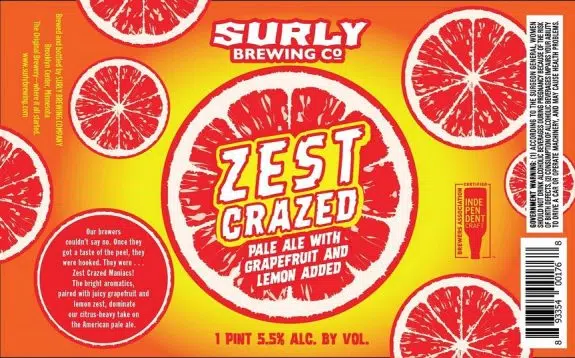 SURLY
BREWING CO
ZEST
CRAZED
PALE ALE WITH
GRAPEFRUIT AND
LEMON ADDED
1 PINT 5.5% ALC. BY VOL.
Brewed and bottled by SURLY BREWING COMPANY
Brooklyn Center, Minnesota
The Original Brewery—where it all started.
www.surlybrewing.com
Our brewers
couldn't say no. Once they
got a taste of the peel, they
were hooked. They were . . .
Zest Crazed Maniacs!
The bright aromatics,
paired with juicy grapefruit and
lemon zest, dominate
our citrus-heavy take on
the American pale ale.
BREWERS ASSOCIATION
CERTIFIED
INDE
PEN
DENT
CRAFT
GOVERNMENT WARNING: (1) ACCORDING TO THE SURGEON GENERAL, WOMEN
SHOULD NOT DRINK ALCOHOLIC BEVERAGES DURING PREGNANCY BECAUSE OF THE RISK
OF BIRTH DEFECTS. (2) CONSUMPTION OF ALCOHOLIC BEVERAGES IMPAIRS YOUR ABILITY
TO DRIVE A CAR OR OPERATE MACHINERY, AND MAY CAUSE HEALTH PROBLEMS.
8 93354 00176 8